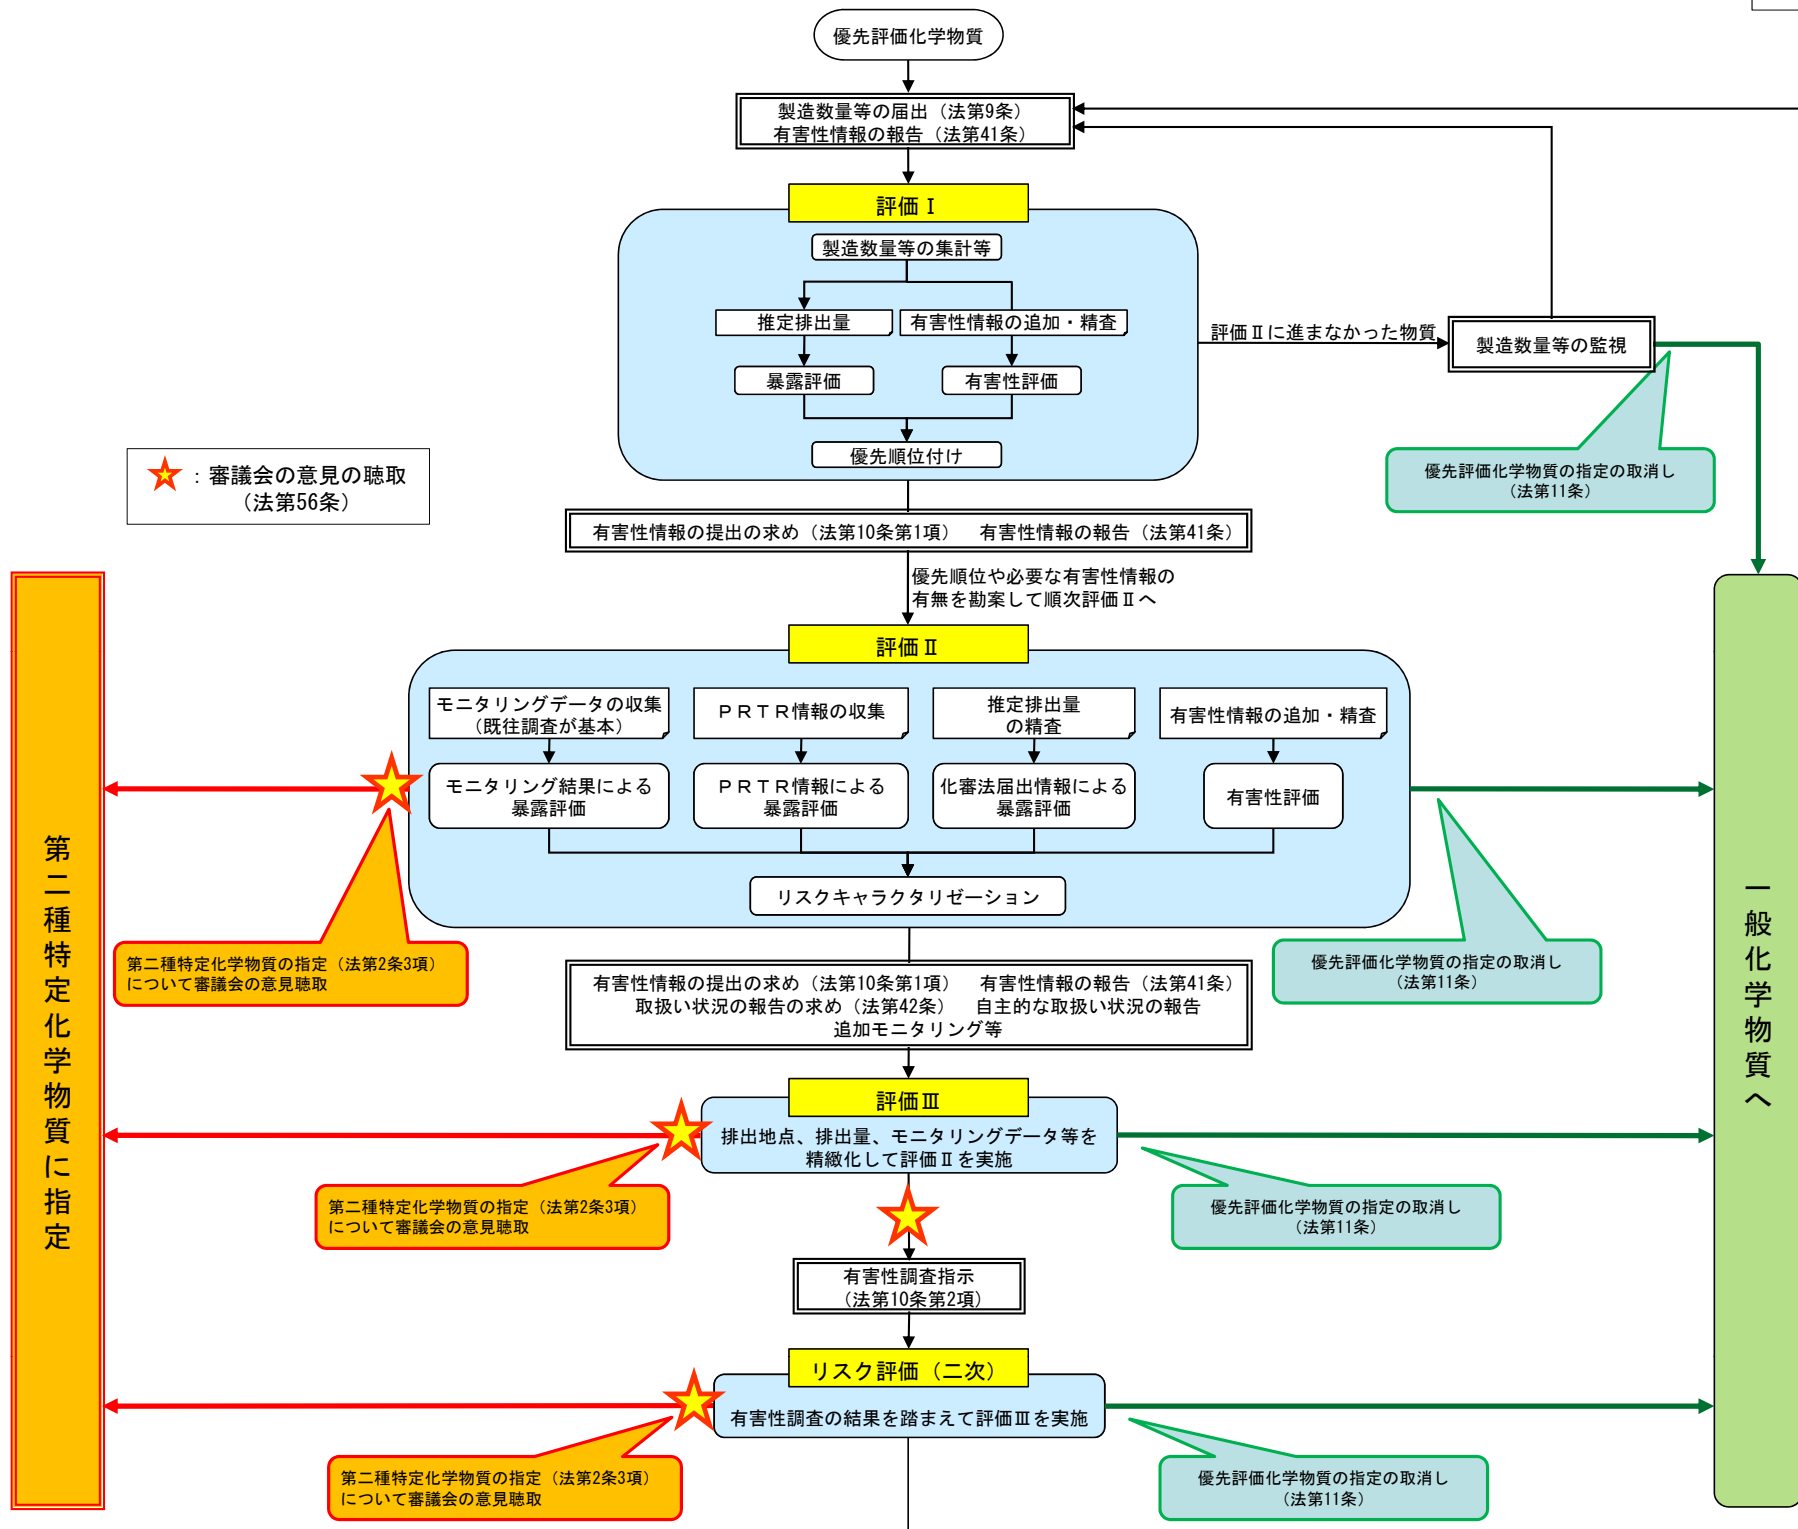 優先評価化学物質
製造数量等の届出（法第9条）
有害性情報の報告（法第41条）
評価Ⅰ
製造数量等の集計等
推定排出量
有害性情報の追加・精査
暴露評価
有害性評価
優先順位付け
評価Ⅱに進まなかった物質
製造数量等の監視
優先評価化学物質の指定の取消し
（法第11条）
：審議会の意見の聴取
（法第56条）
有害性情報の提出の求め（法第10条第1項）　有害性情報の報告（法第41条）
優先順位や必要な有害性情報の
有無を勘案して順次評価Ⅱへ
評価Ⅱ
モニタリングデータの収集
（既往調査が基本）
ＰＲＴＲ情報の収集
推定排出量
の精査
有害性情報の追加・精査
モニタリング結果による
暴露評価
ＰＲＴＲ情報による
暴露評価
化審法届出情報による
暴露評価
有害性評価
リスクキャラクタリゼーション
第二種特定化学物質の指定（法第2条3項）
について審議会の意見聴取
優先評価化学物質の指定の取消し
（法第11条）
第二種特定化学物質に指定
一般化学物質へ
有害性情報の提出の求め（法第10条第1項）　有害性情報の報告（法第41条）
取扱い状況の報告の求め（法第42条）　自主的な取扱い状況の報告
追加モニタリング等
評価Ⅲ
排出地点、排出量、モニタリングデータ等を
精緻化して評価Ⅱを実施
第二種特定化学物質の指定（法第2条3項）
について審議会の意見聴取
優先評価化学物質の指定の取消し
（法第11条）
有害性調査指示
（法第10条第2項）
リスク評価（二次）
有害性調査の結果を踏まえて評価Ⅲを実施
第二種特定化学物質の指定（法第2条3項）
について審議会の意見聴取
優先評価化学物質の指定の取消し
（法第11条）